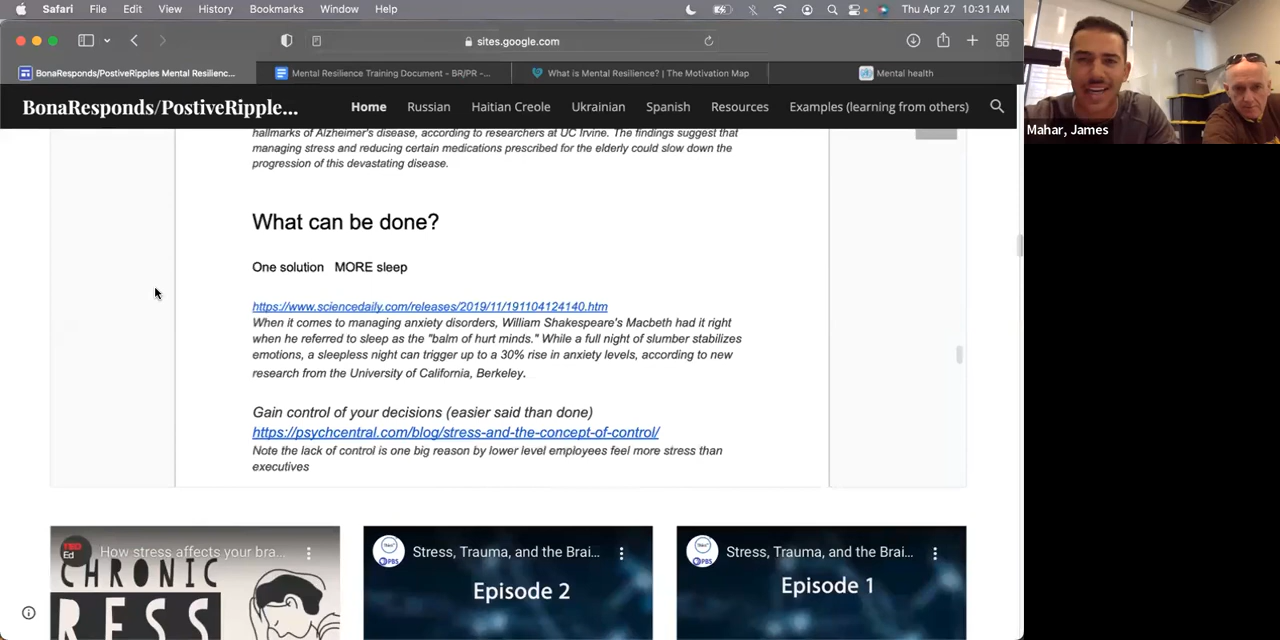 Safari File Edit View History Bookmarks Window Help Thu Apr 27 10:31 AM
sites.google.com
BonaResponds/PostiveRipples Mental Resilienc... Mental Resilience Training Document - BR/PR -... What is Mental Resilience? | The Motivation Map Mental health
BonaResponds/PostiveRipple... Home Russian Haitian Creole Ukrainian Spanish Resources Examples (learning from others)
Mahar, James
hallmarks of Alzheimer's disease, according to researchers at UC Irvine. The findings suggest that
managing stress and reducing certain medications prescribed for the elderly could slow down the
progression of this devastating disease.
What can be done?
One solution MORE sleep
https://www.sciencedaily.com/releases/2019/11/191104124140.htm
When it comes to managing anxiety disorders, William Shakespeare's Macbeth had it right
when he referred to sleep as the "balm of hurt minds." While a full night of slumber stabilizes
emotions, a sleepless night can trigger up to a 30% rise in anxiety levels, according to new
research from the University of California, Berkeley.
Gain control of your decisions (easier said than done)
https://psychcentral.com/blog/stress-and-the-concept-of-control/
Note the lack of control is one big reason by lower level employees feel more stress than
executives
TED Ed How stress affects your bra...
CHRONIC
RESS
PBS Stress, Trauma, and the Brai...
Episode 2
PBS Stress, Trauma, and the Brai...
Episode 1